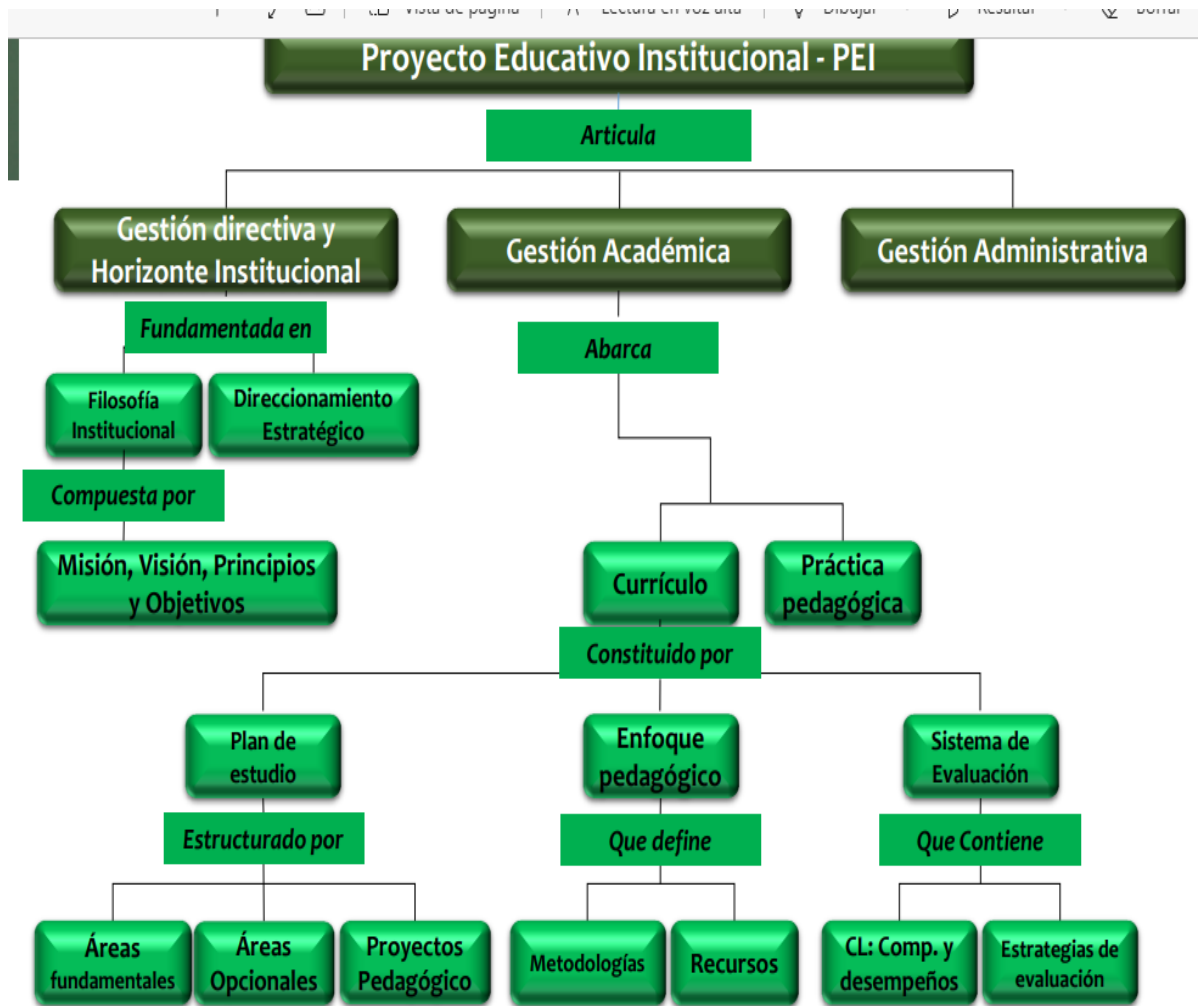 Vista de página
Lectura en voz alta
Dibujar
Resaltar
Borrar
Proyecto Educativo Institucional - PEI
Articula
Gestión directiva y
Horizonte Institucional
Gestión Académica
Gestión Administrativa
Fundamentada en
Abarca
Filosofía
Institucional
Direccionamiento
Estratégico
Compuesta por
Misión, Visión, Principios
y Objetivos
Currículo
Práctica
pedagógica
Constituido por
Plan de
estudio
Enfoque
pedagógico
Sistema de
Evaluación
Estructurado por
Que define
Que Contiene
Áreas
fundamentales
Áreas
Opcionales
Proyectos
Pedagógico
Metodologías
Recursos
CL: Comp. y
desempeños
Estrategias de
evaluación